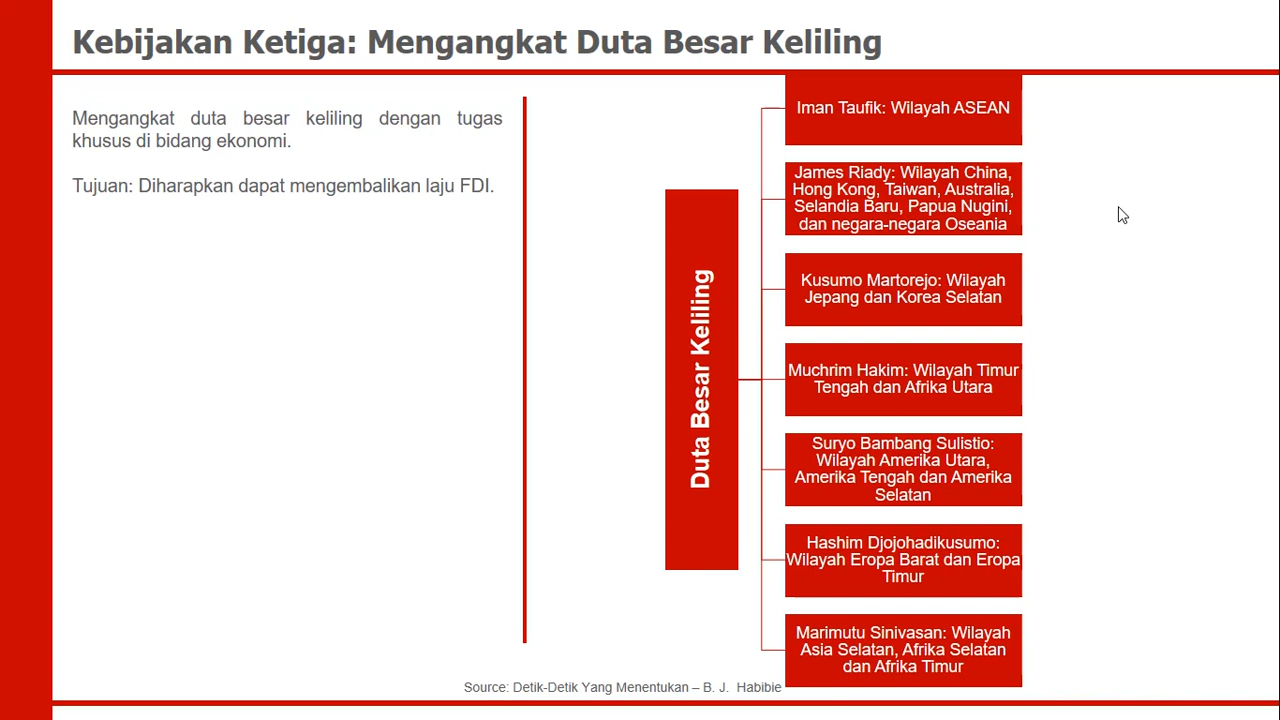 Kebijakan Ketiga: Mengangkat Duta Besar Keliling
Mengangkat duta besar keliling dengan tugas
khusus di bidang ekonomi.
Tujuan: Diharapkan dapat mengembalikan laju FDI.
Duta Besar Keliling
Iman Taufik: Wilayah ASEAN
James Riady: Wilayah China,
Hong Kong, Taiwan, Australia,
Selandia Baru, Papua Nugini,
dan negara-negara Oseania
Kusumo Martorejo: Wilayah
Jepang dan Korea Selatan
Muchrim Hakim: Wilayah Timur
Tengah dan Afrika Utara
Suryo Bambang Sulistio:
Wilayah Amerika Utara,
Amerika Tengah dan Amerika
Selatan
Hashim Djojohadikusumo:
Wilayah Eropa Barat dan Eropa
Timur
Marimutu Sinivasan: Wilayah
Asia Selatan, Afrika Selatan
dan Afrika Timur
Source: Detik-Detik Yang Menentukan – B. J. Habibie